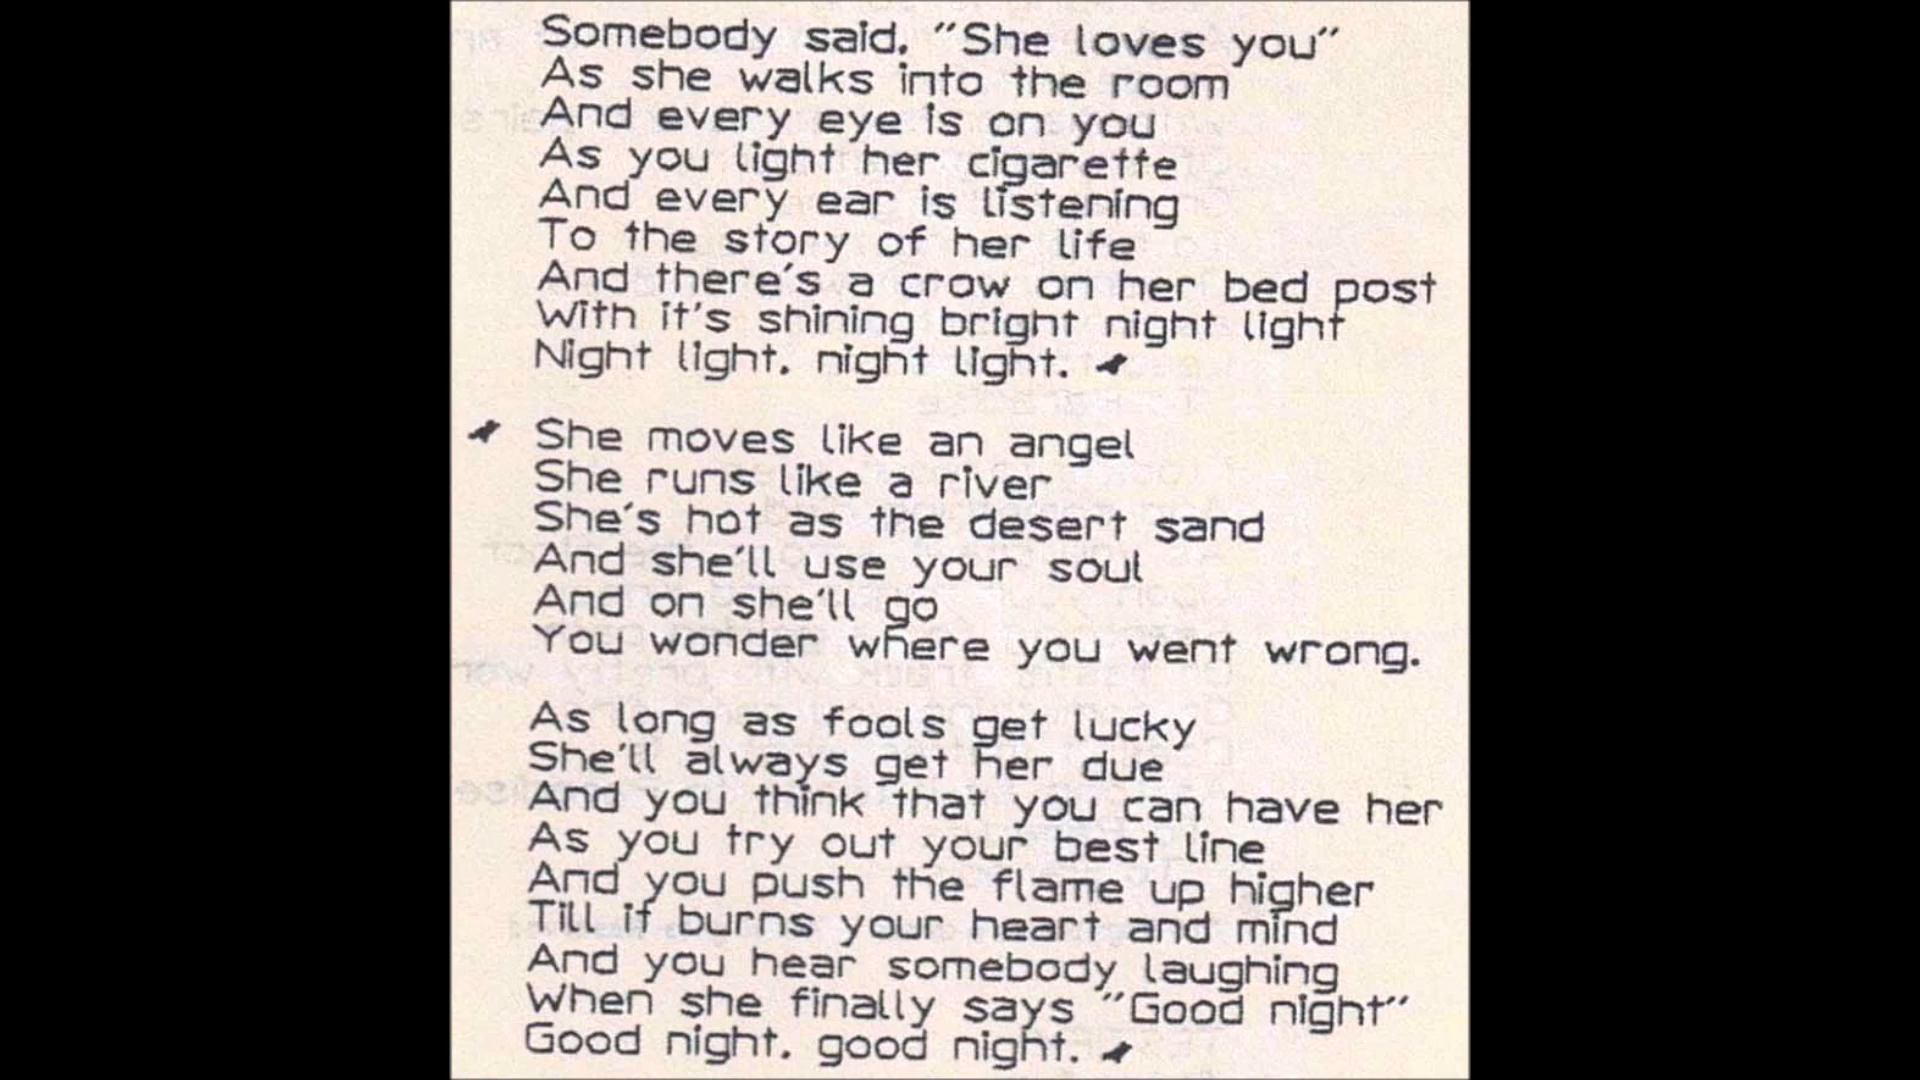 Somebody said. "She loves you"
As she walks into the room
And every eye is on you
As you light her cigarette
And every ear is listening
To the story of her life
And there's a crow on her bed post
With it's shining bright night light
Night light. night light.
She moves like an angel
She runs like a river
She's hot as the desert sand
And she'll use your soul
And on she'll go
You wonder where you went wrong.
As long as fools get lucky
She'll always get her due
And you think that you can have her
As you try out your best line
And you push the flame up higher
Till it burns your heart and mind
And you hear somebody laughing
When she finally says "Good night"
Good night. good night.